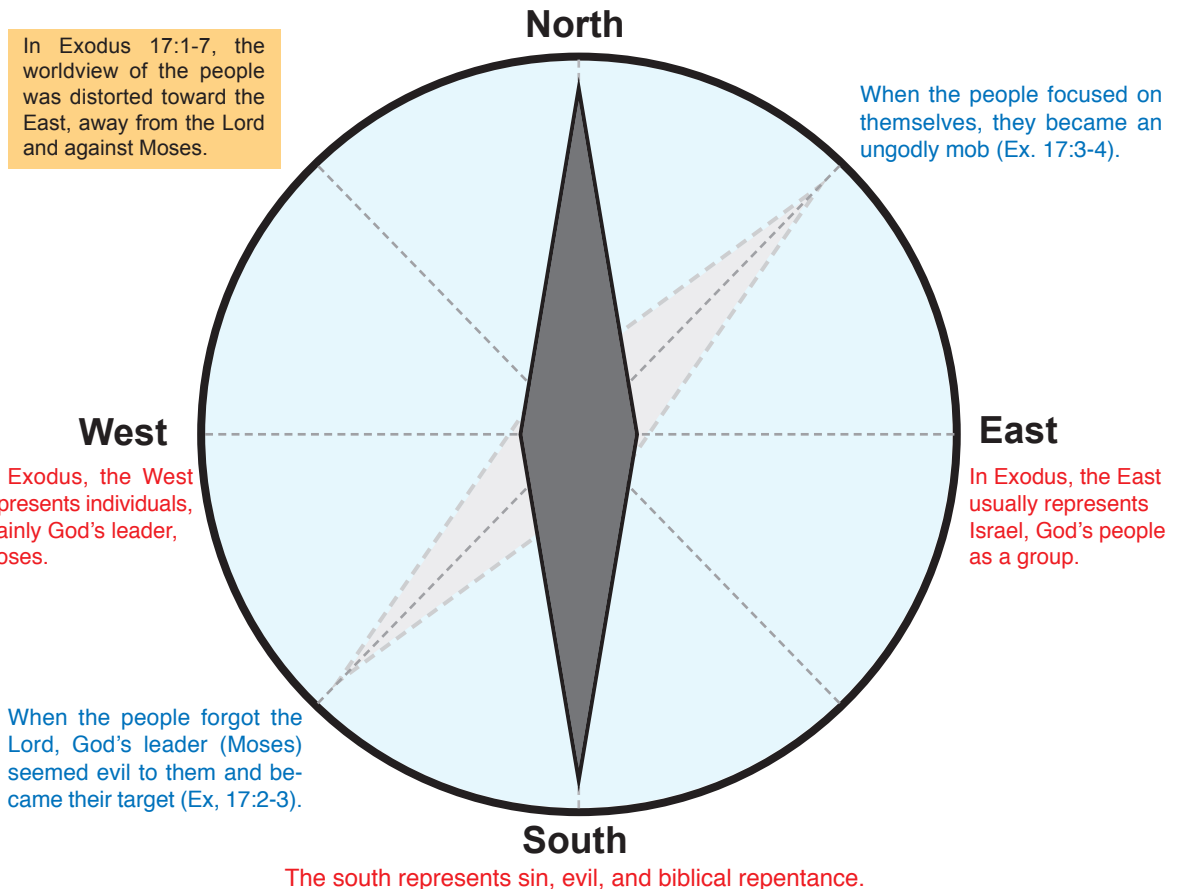 North
In Exodus 17:1-7, the
worldview of the people
was distorted toward the
East, away from the Lord
and against Moses.
When the people focused on
themselves, they became an
ungodly mob (Ex. 17:3-4).
West
Exodus, the West
presents individuals,
ainly God's leader,
oses.
East
In Exodus, the East
usually represents
Israel, God's people
as a group.
When the people forgot the
Lord, God's leader (Moses)
seemed evil to them and be-
came their target (Ex, 17:2-3).
South
The south represents sin, evil, and biblical repentance.